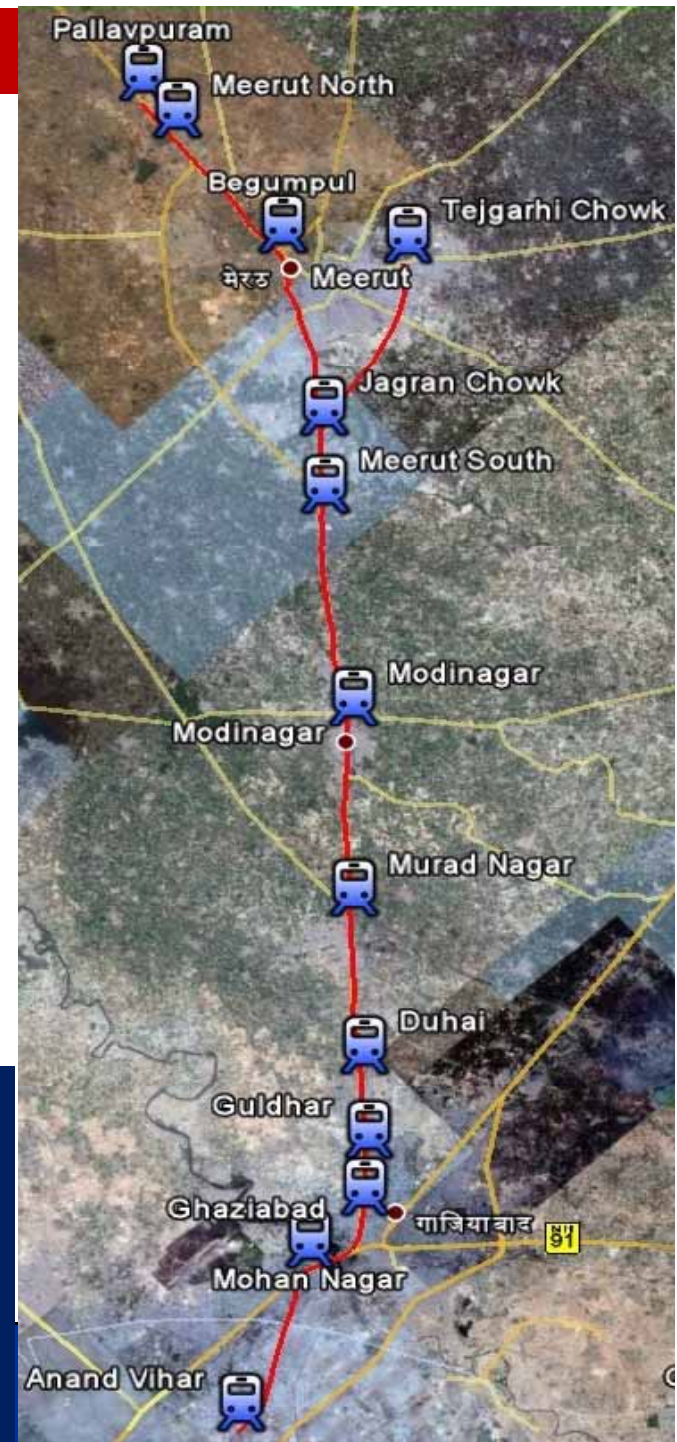 Pallavpuram
Meerut North
Begumpul
Tejgarhi Chowk
मेरठ
Meerut
Jagran Chowk
Meerut South
Modinagar
Modinagar
Murad Nagar
Duhai
Guldhar
Ghaziabad
गाजियाबाद
NH
91
Mohan Nagar
Anand Vihar